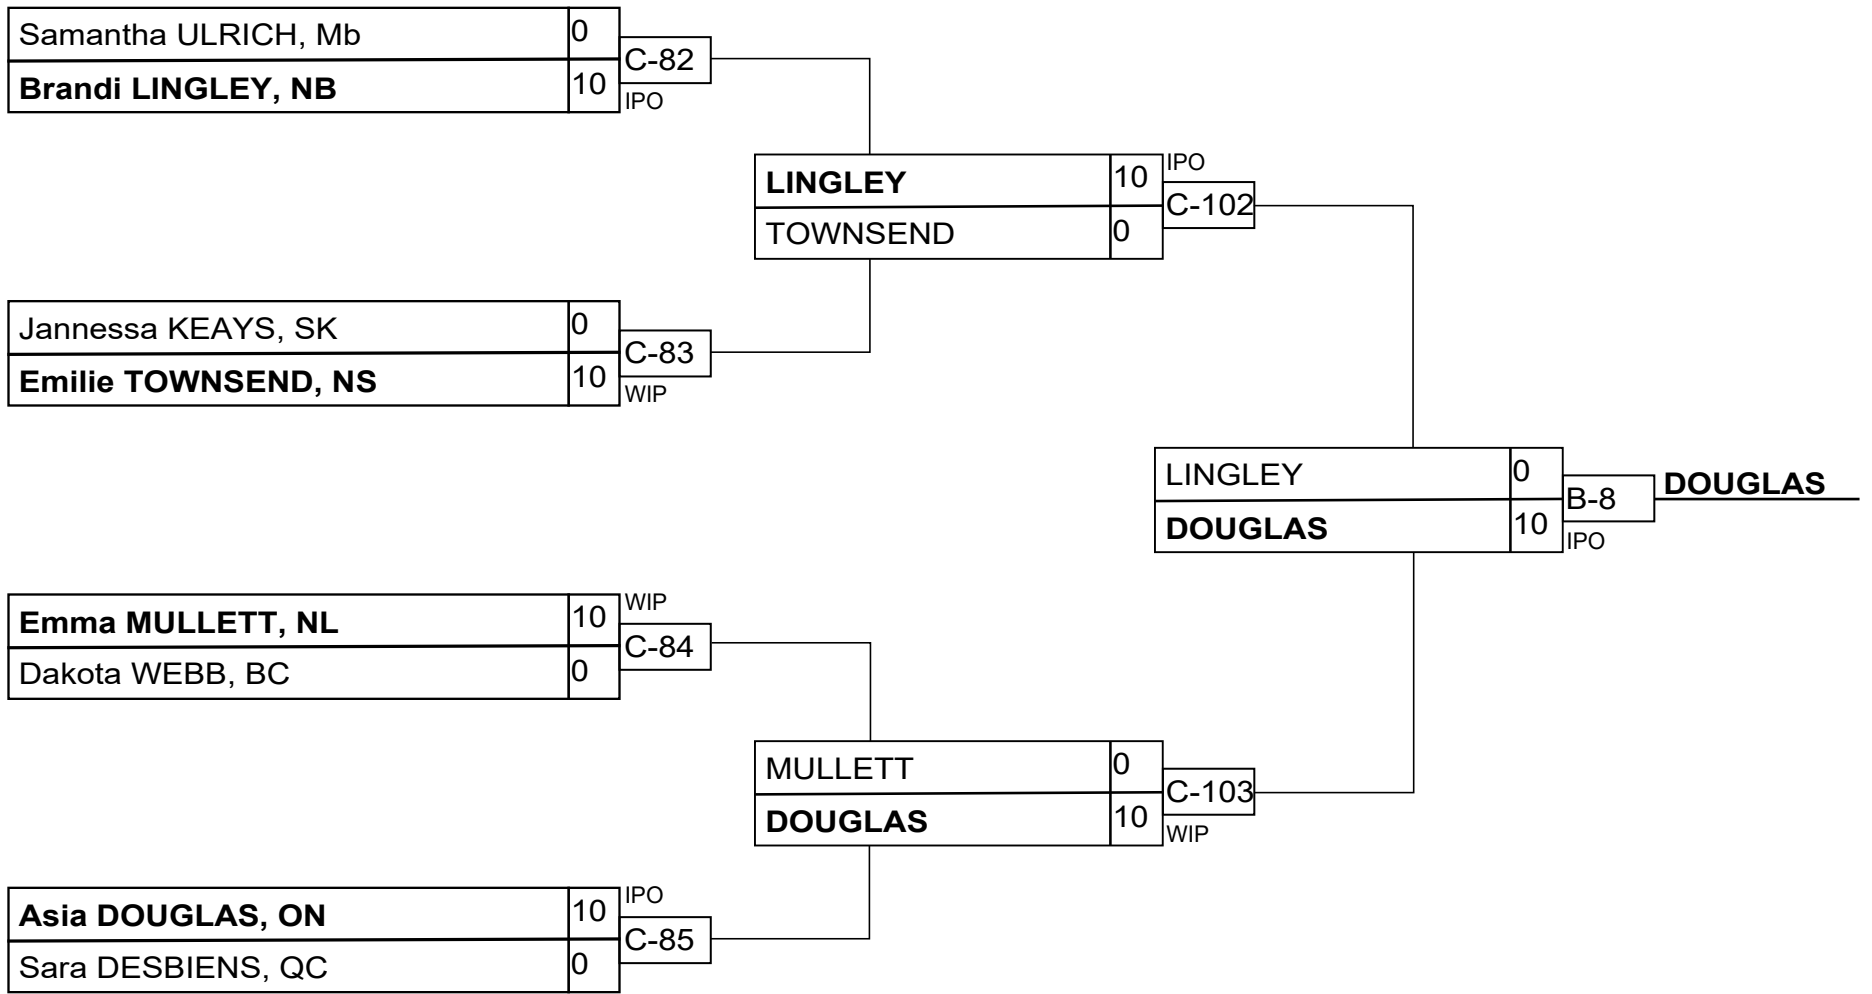 Samantha ULRICH, Mb 0
C-82
Brandi LINGLEY, NB 10
IPO
LINGLEY 10
IPO
C-102
TOWNSEND 0
Jannessa KEAYS, SK 0
C-83
Emilie TOWNSEND, NS 10
WIP
LINGLEY 0
B-8
DOUGLAS
DOUGLAS 10
IPO
Emma MULLETT, NL 10
WIP
C-84
Dakota WEBB, BC 0
MULLETT 0
C-103
DOUGLAS 10
WIP
Asia DOUGLAS, ON 10
IPO
C-85
Sara DESBIENS, QC 0